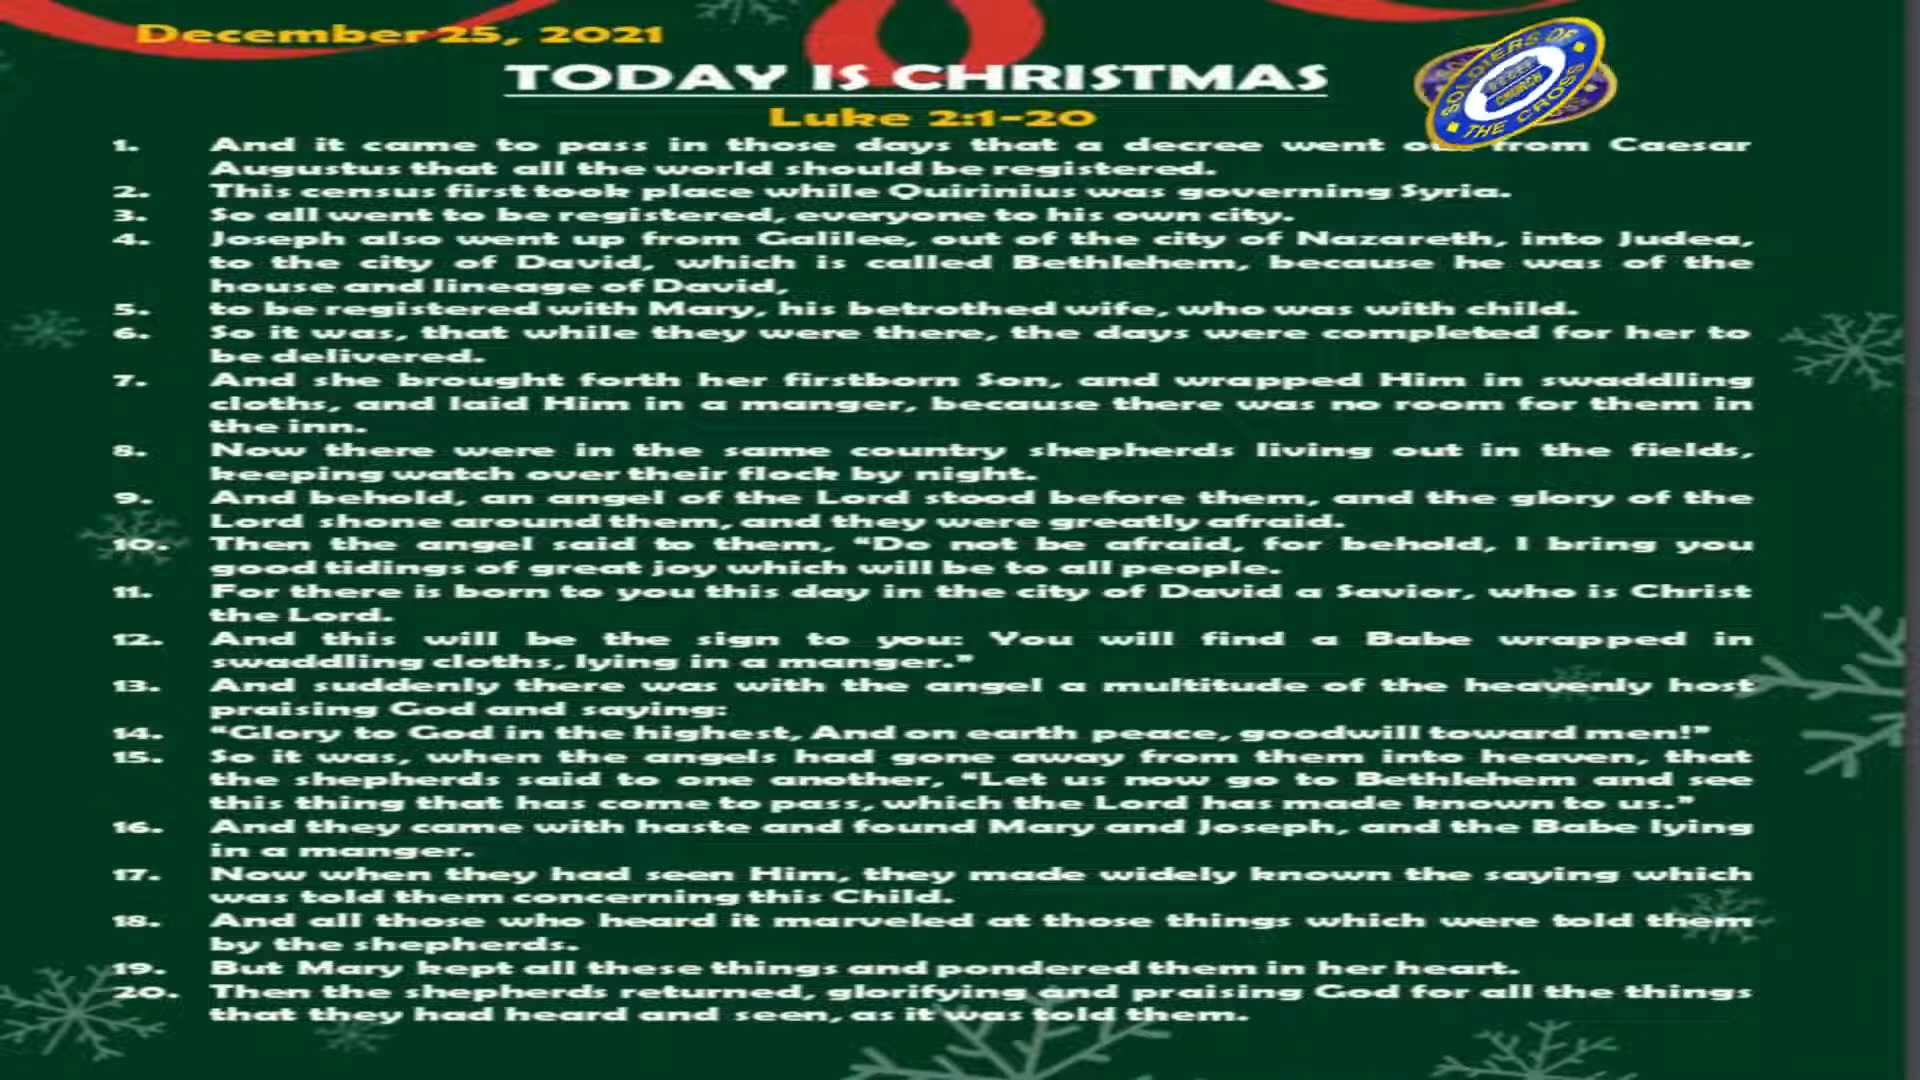 December 25, 2021
TODAY IS CHRISTMAS
SOLDIERS OF
CHURCH
THE CROSS
Luke 2:1-20
1. And it came to pass in those days that a decree went from Caesar
Augustus that all the world should be registered.
2. This census first took place while Quirinius was governing Syria.
3. So all went to be registered, everyone to his own city.
4. Joseph also went up from Galilee, out of the city of Nazareth, into Judea,
to the city of David, which is called Bethlehem, because he was of the
house and lineage of David,
5. to be registered with Mary, his betrothed wife, who was with child.
6. So it was, that while they were there, the days were completed for her to
be delivered.
7. And she brought forth her firstborn Son, and wrapped Him in swaddling
cloths, and laid Him in a manger, because there was no room for them in
the inn.
8. Now there were in the same country shepherds living out in the fields,
keeping watch over their flock by night.
9. And behold, an angel of the Lord stood before them, and the glory of the
Lord shone around them, and they were greatly afraid.
10. Then the angel said to them, “Do not be afraid, for behold, I bring you
good tidings of great joy which will be to all people.
11. For there is born to you this day in the city of David a Savior, who is Christ
the Lord.
12. And this will be the sign to you: You will find a Babe wrapped in
swaddling cloths, lying in a manger.”
13. And suddenly there was with the angel a multitude of the heavenly host
praising God and saying:
14. “Glory to God in the highest, And on earth peace, goodwill toward men!”
15. So it was, when the angels had gone away from them into heaven, that
the shepherds said to one another, “Let us now go to Bethlehem and see
this thing that has come to pass, which the Lord has made known to us.”
16. And they came with haste and found Mary and Joseph, and the Babe lying
in a manger.
17. Now when they had seen Him, they made widely known the saying which
was told them concerning this Child.
18. And all those who heard it marveled at those things which were told them
by the shepherds.
19. But Mary kept all these things and pondered them in her heart.
20. Then the shepherds returned, glorifying and praising God for all the things
that they had heard and seen, as it was told them.